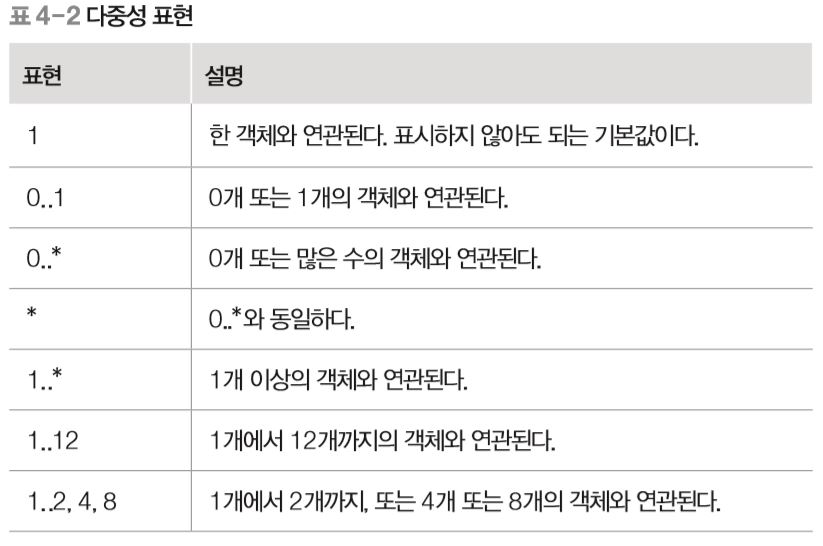 표 4-2 다중성 표현
표현 설명
1 한 객체와 연관된다. 표시하지 않아도 되는 기본값이다.
0..1 0개 또는 1개의 객체와 연관된다.
0..* 0개 또는 많은 수의 객체와 연관된다.
* 0..*와 동일하다.
1..* 1개 이상의 객체와 연관된다.
1..12 1개에서 12개까지의 객체와 연관된다.
1..2, 4, 8 1개에서 2개까지, 또는 4개 또는 8개의 객체와 연관된다.